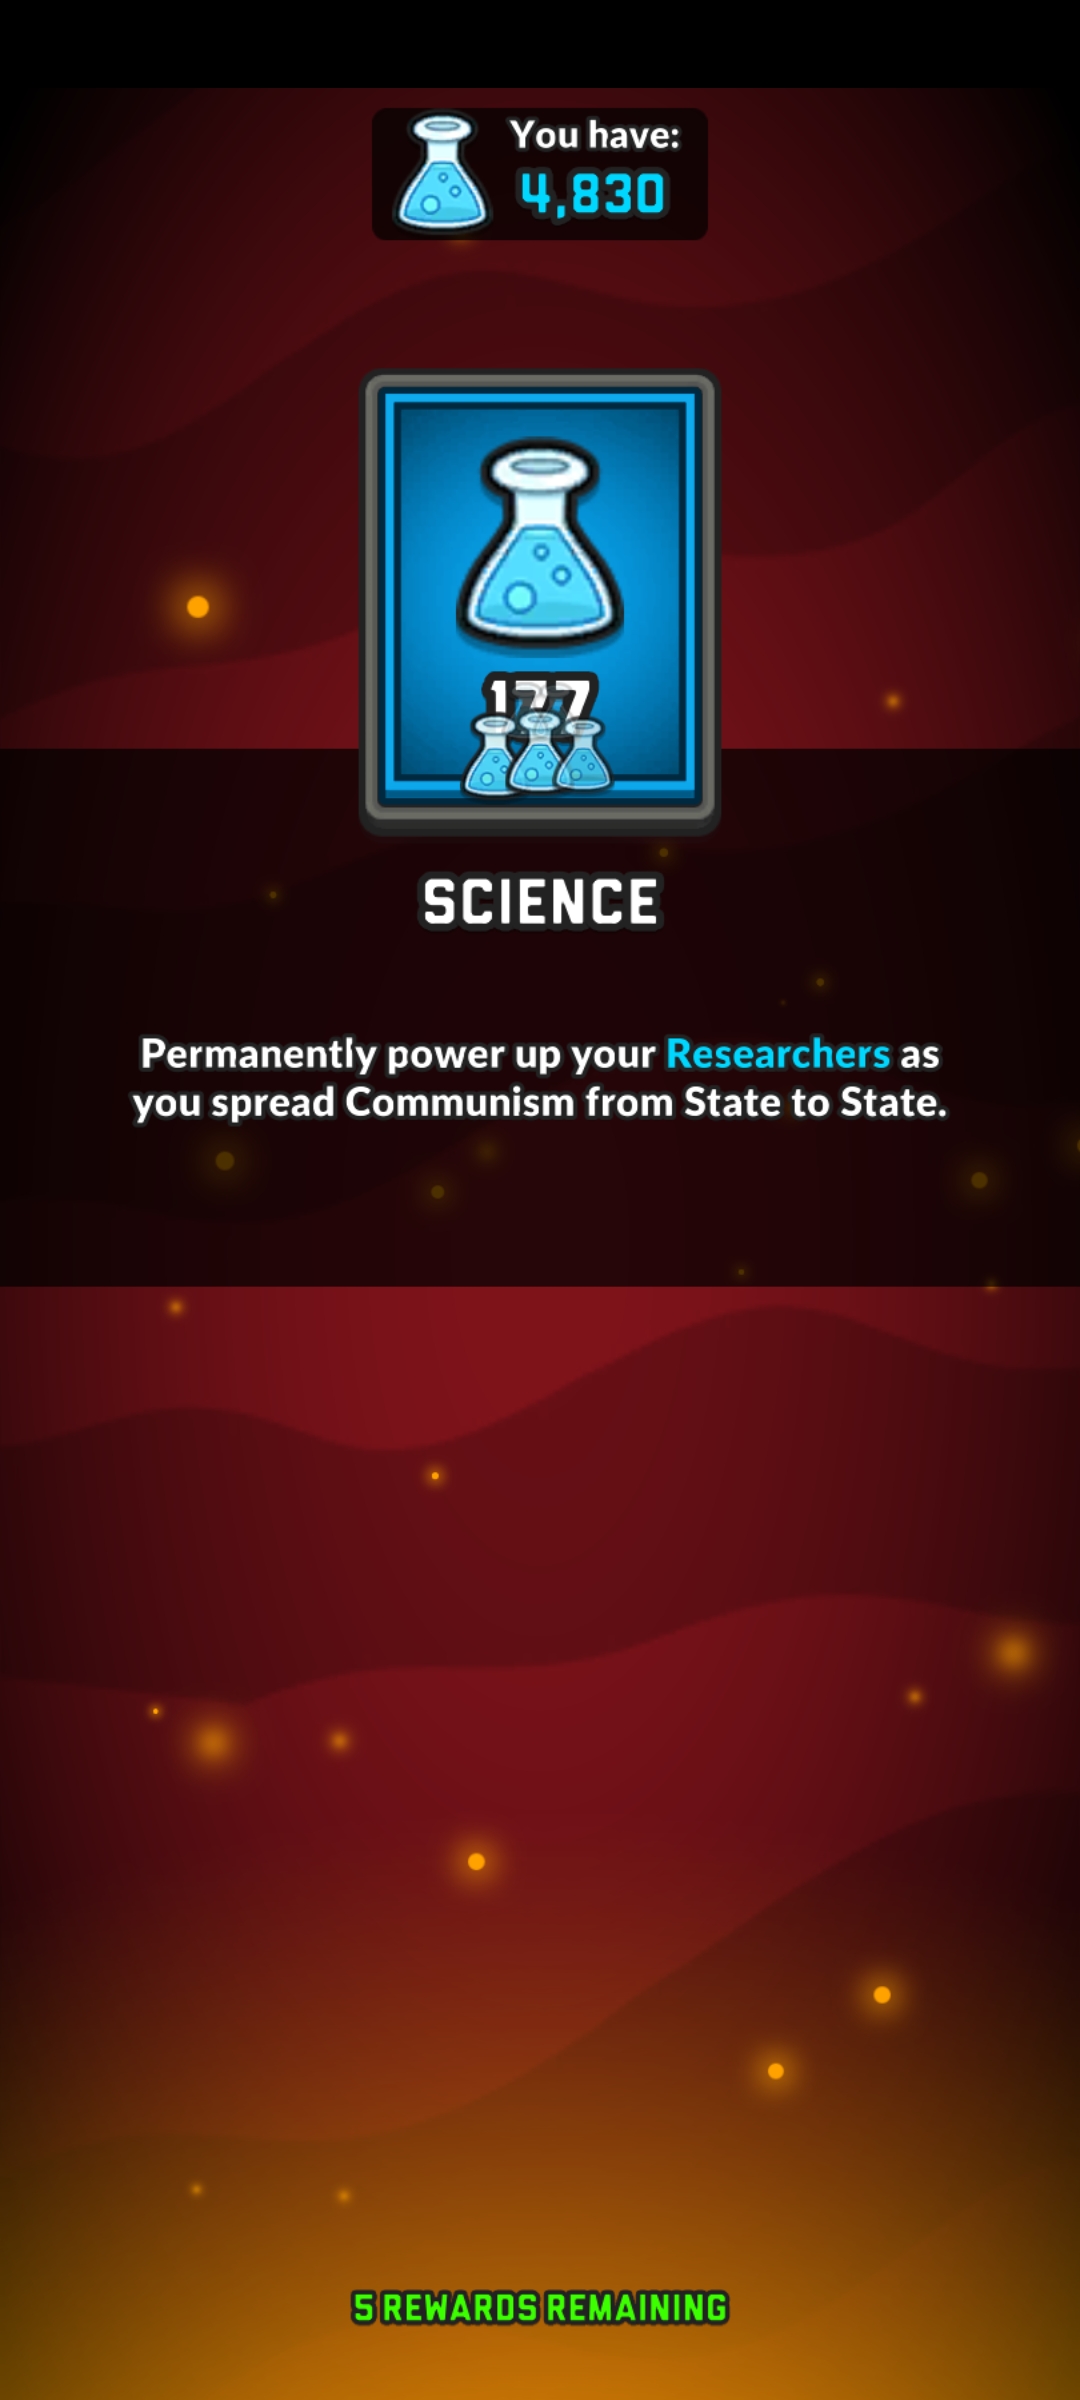 You have:
4,830
177
SCIENCE
Permanently power up your Researchers as
you spread Communism from State to State.
5 REWARDS REMAINING